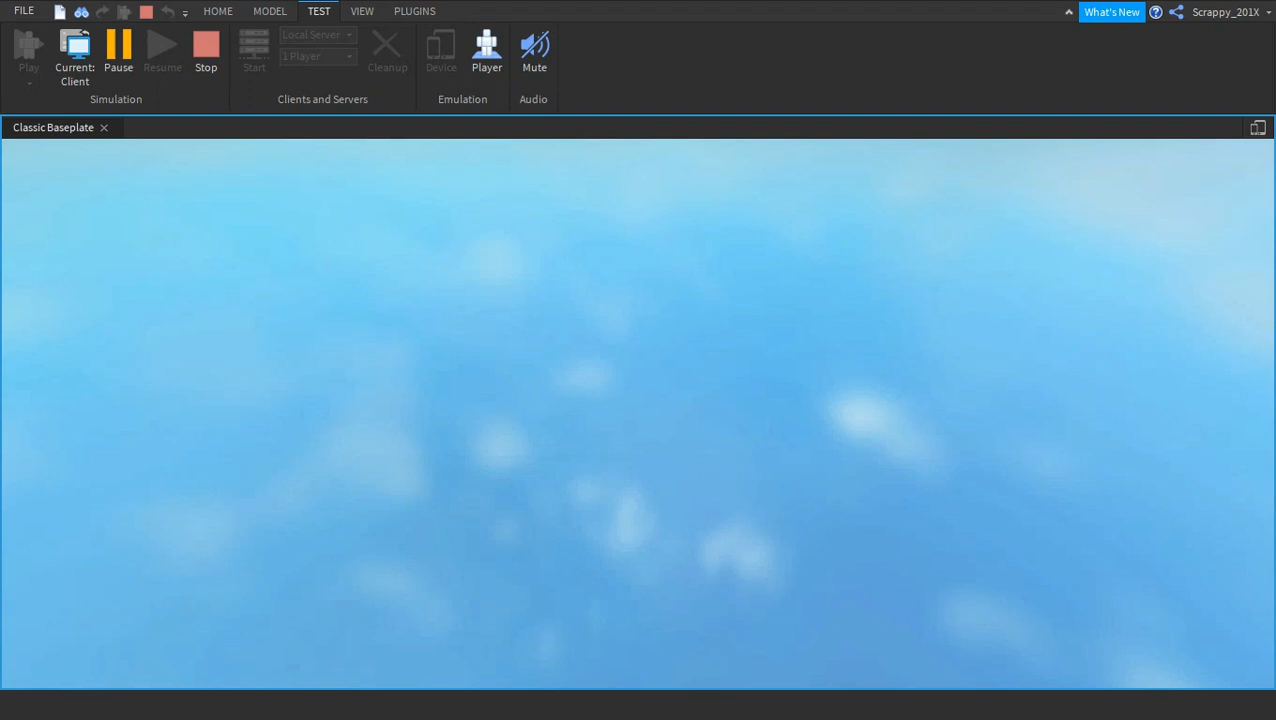 FILE HOME MODEL TEST VIEW PLUGINS What's New Scrappy_201X
Play Current: Client Pause Resume Stop Start Local Server 1 Player Cleanup Device Player Mute
Simulation Clients and Servers Emulation Audio
Classic Baseplate